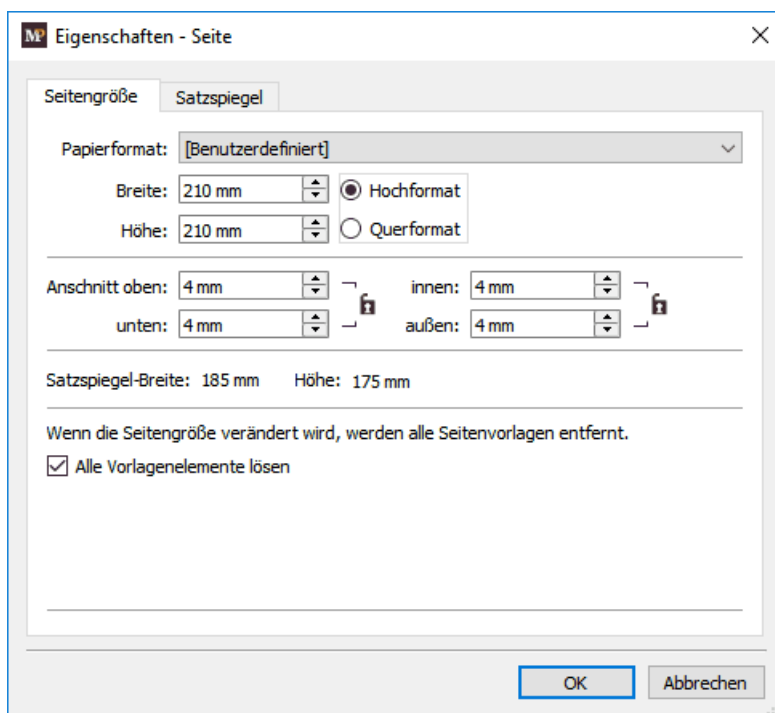 MP Eigenschaften - Seite
Seitengröße Satzspiegel
Papierformat: [Benutzerdefiniert]
Breite: 210 mm Hochformat
Höhe: 210 mm Querformat
Anschnitt oben: 4 mm innen: 4 mm
unten: 4 mm außen: 4 mm
Satzspiegel-Breite: 185 mm Höhe: 175 mm
Wenn die Seitengröße verändert wird, werden alle Seitenvorlagen entfernt.
Alle Vorlagenelemente lösen
OK Abbrechen